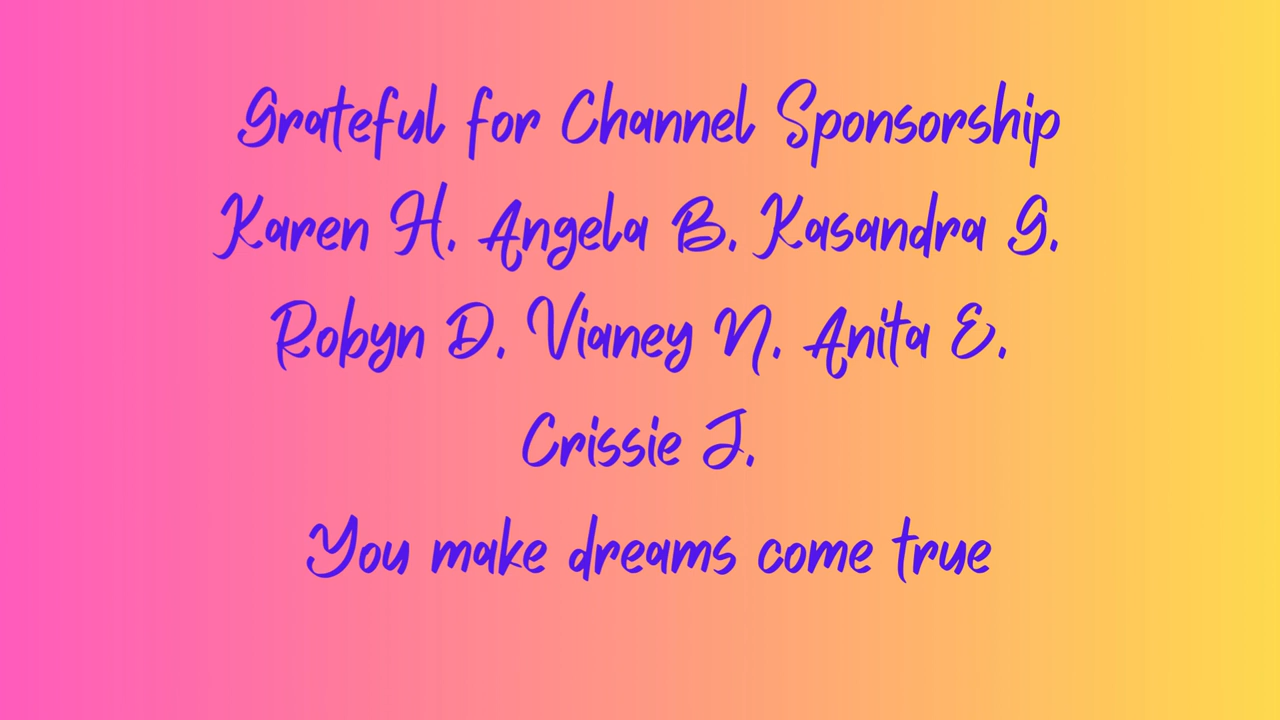 Grateful for Channel Sponsorship
Karen H. Angela B. Kasandra G.
Robyn D. Vianey N. Anita E.
Crissie J.
You make dreams come true